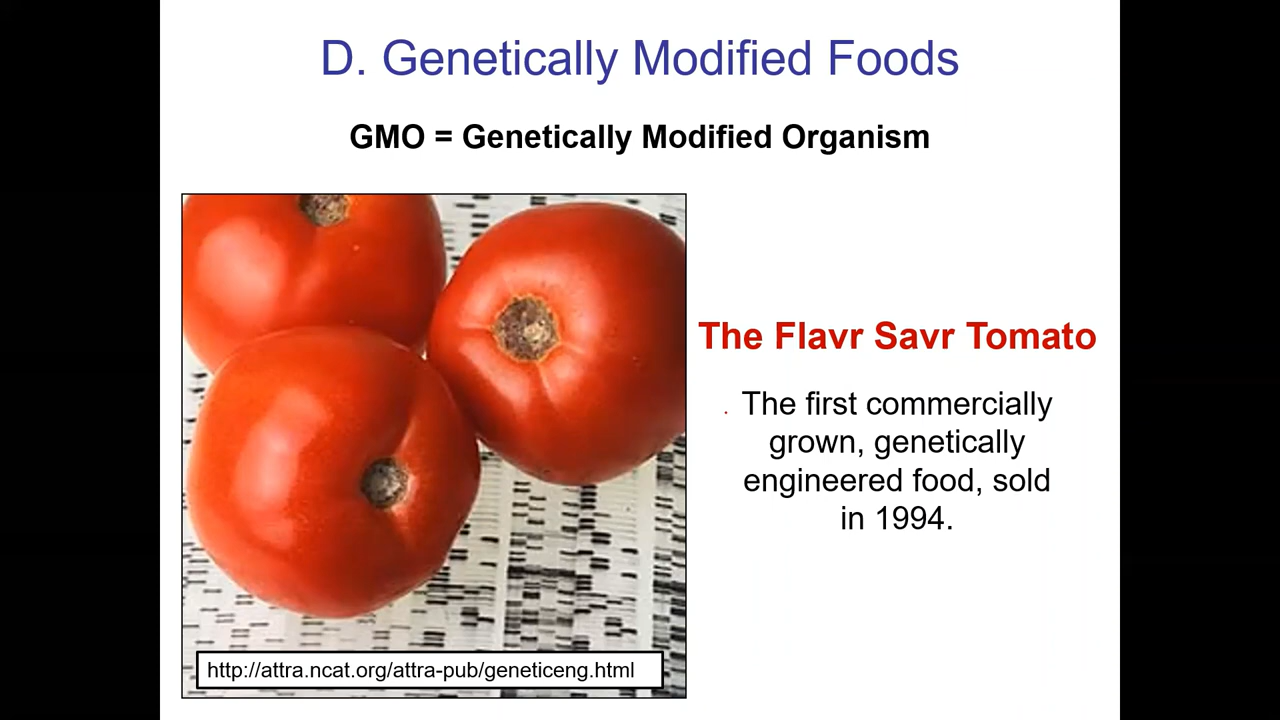 D. Genetically Modified Foods
GMO = Genetically Modified Organism
The Flavr Savr Tomato
The first commercially
grown, genetically
engineered food, sold
in 1994.
http://attra.ncat.org/attra-pub/geneticeng.html